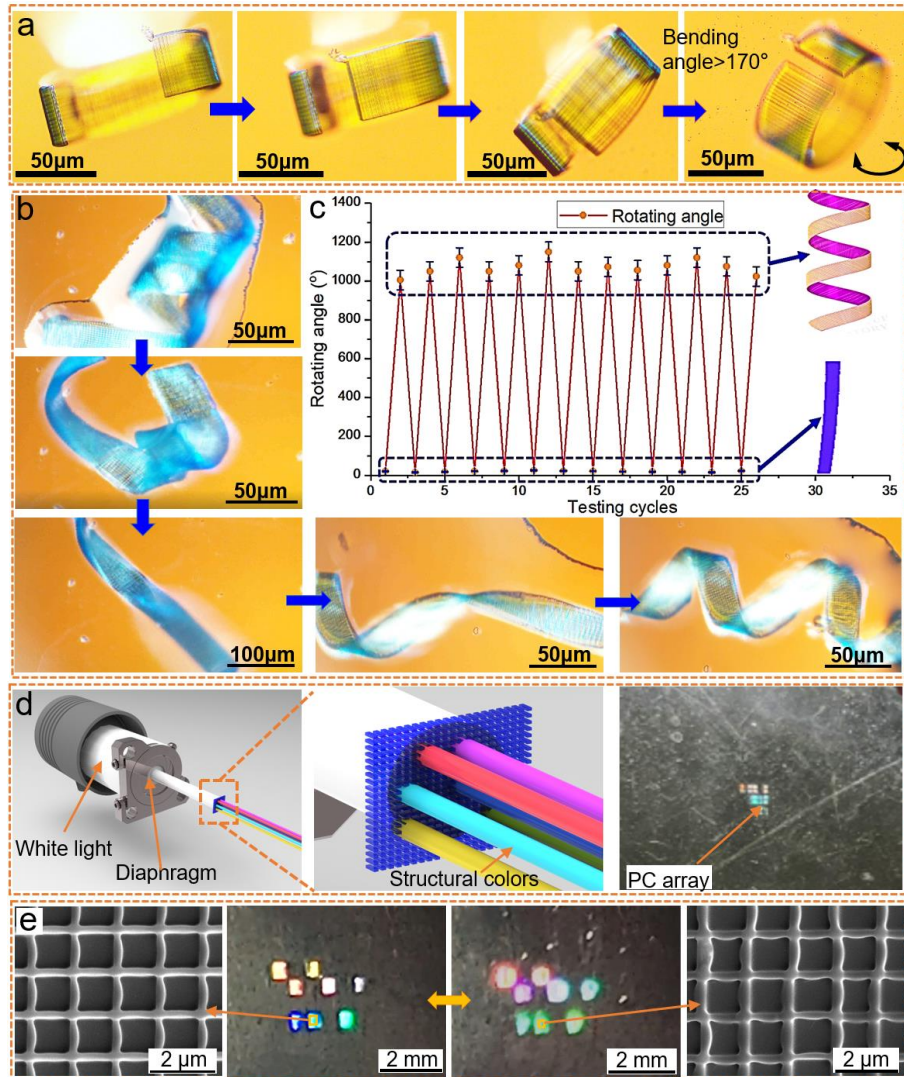 a
Bending
angle>170°
50μm
50μm
50μm
50μm
b
50μm
50μm
100μm
50μm
50μm
c
Rotating angle
Rotating angle (°)
1400
1200
1000
800
600
400
200
0
0
5
10
15
20
25
30
35
Testing cycles
d
White light
Diaphragm
Structural colors
PC array
e
2 μm
2 mm
2 mm
2 μm